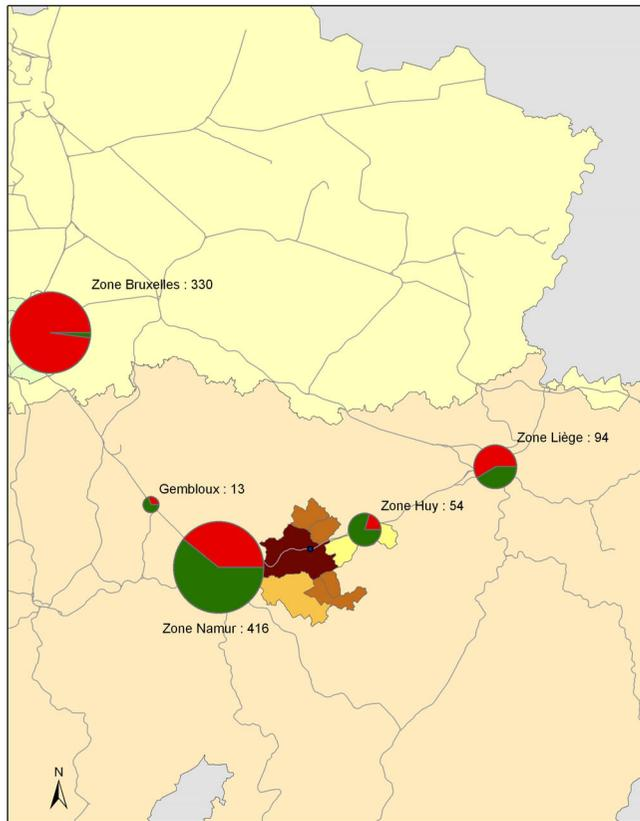 Zone Bruxelles : 330
Zone Liège : 94
Gembloux : 13
Zone Huy : 54
Zone Namur : 416
N